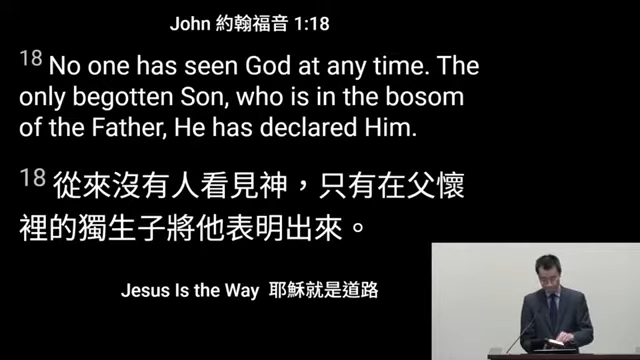 John 約翰福音 1:18
18 No one has seen God at any time. The
only begotten Son, who is in the bosom
of the Father, He has declared Him.
18 從來沒有人看見神，只有在父懷
裡的獨生子將他表明出來。
Jesus Is the Way 耶穌就是道路